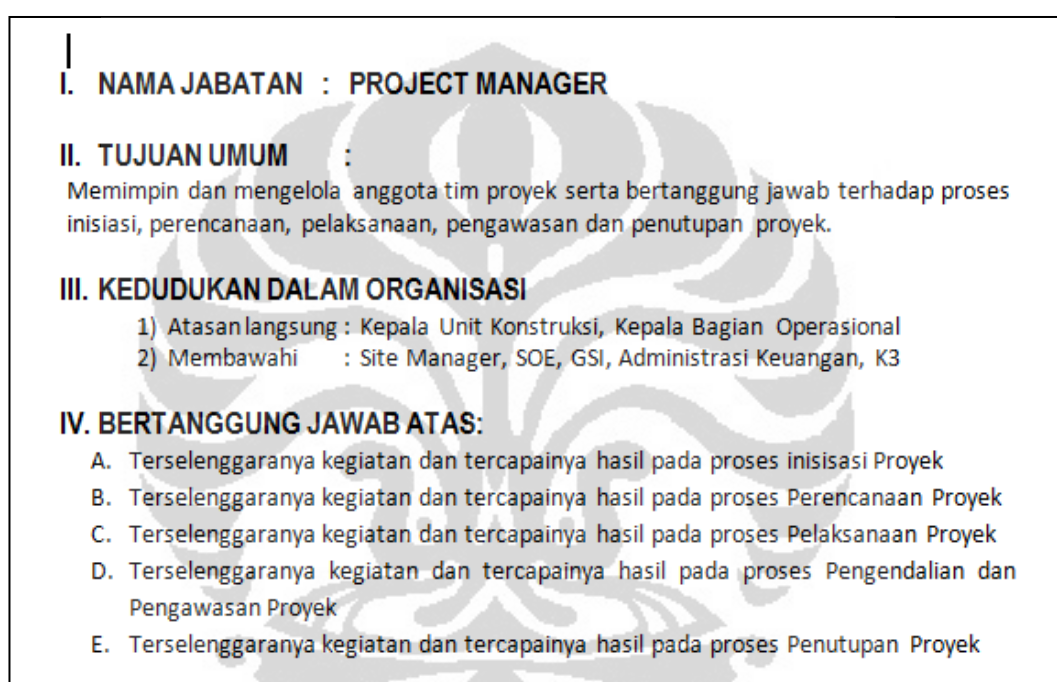 I. NAMA JABATAN : PROJECT MANAGER
II. TUJUAN UMUM :
Memimpin dan mengelola anggota tim proyek serta bertanggung jawab terhadap proses
inisiasi, perencanaan, pelaksanaan, pengawasan dan penutupan proyek.
III. KEDUDUKAN DALAM ORGANISASI
1) Atasan langsung : Kepala Unit Konstruksi, Kepala Bagian Operasional
2) Membawahi : Site Manager, SOE, GSI, Administrasi Keuangan, K3
IV. BERTANGGUNG JAWAB ATAS:
A. Terselenggaranya kegiatan dan tercapainya hasil pada proses inisisasi Proyek
B. Terselenggaranya kegiatan dan tercapainya hasil pada proses Perencanaan Proyek
C. Terselenggaranya kegiatan dan tercapainya hasil pada proses Pelaksanaan Proyek
D. Terselenggaranya kegiatan dan tercapainya hasil pada proses Pengendalian dan
Pengawasan Proyek
E. Terselenggaranya kegiatan dan tercapainya hasil pada proses Penutupan Proyek